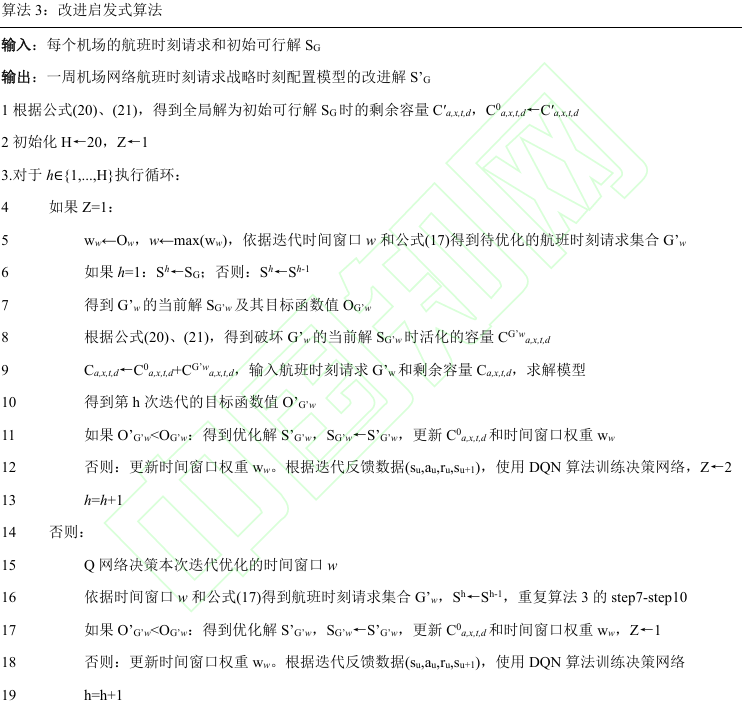 算法 3：改进启发式算法
输入：每个机场的航班时刻请求和初始可行解 SG
输出：一周机场网络航班时刻请求战略时刻配置模型的改进解 S’G
1 根据公式(20)、(21)，得到全局解为初始可行解 SG 时的剩余容量 C′a,x,t,d，C0a,x,t,d←C′a,x,t,d
2 初始化 H←20，Z←1
3.对于 h∈{1,...,H}执行循环：
4 如果 Z=1：
5 ww←Ow，w←max(ww)，依据迭代时间窗口 w 和公式(17)得到待优化的航班时刻请求集合 G’w
6 如果 h=1：Sh←SG；否则：Sh←Sh-1
7 得到 G’w 的当前解 SG’w 及其目标函数值 OG’w
8 根据公式(20)、(21)，得到破坏 G’w 的当前解 SG’w 时活化的容量 CG’wa,x,t,d
9 Ca,x,t,d←C0a,x,t,d+CG’wa,x,t,d，输入航班时刻请求 G’w 和剩余容量 Ca,x,t,d，求解模型
10 得到第 h 次迭代的目标函数值 O’G’w
11 如果 O’G’w<OG’w：得到优化解 S’G’w，SG’w←S’G’w，更新 C0a,x,t,d 和时间窗口权重 ww
12 否则：更新时间窗口权重 ww。根据迭代反馈数据(su,au,ru,su+1)，使用 DQN 算法训练决策网络，Z←2
13 h=h+1
14 否则：
15 Q 网络决策本次迭代优化的时间窗口 w
16 依据时间窗口 w 和公式(17)得到航班时刻请求集合 G’w，Sh←Sh-1，重复算法 3 的 step7-step10
17 如果 O’G’w<OG’w：得到优化解 S’G’w，SG’w←S’G’w，更新 C0a,x,t,d 和时间窗口权重 ww，Z←1
18 否则：更新时间窗口权重 ww。根据迭代反馈数据(su,au,ru,su+1)，使用 DQN 算法训练决策网络
19 h=h+1
中国知网